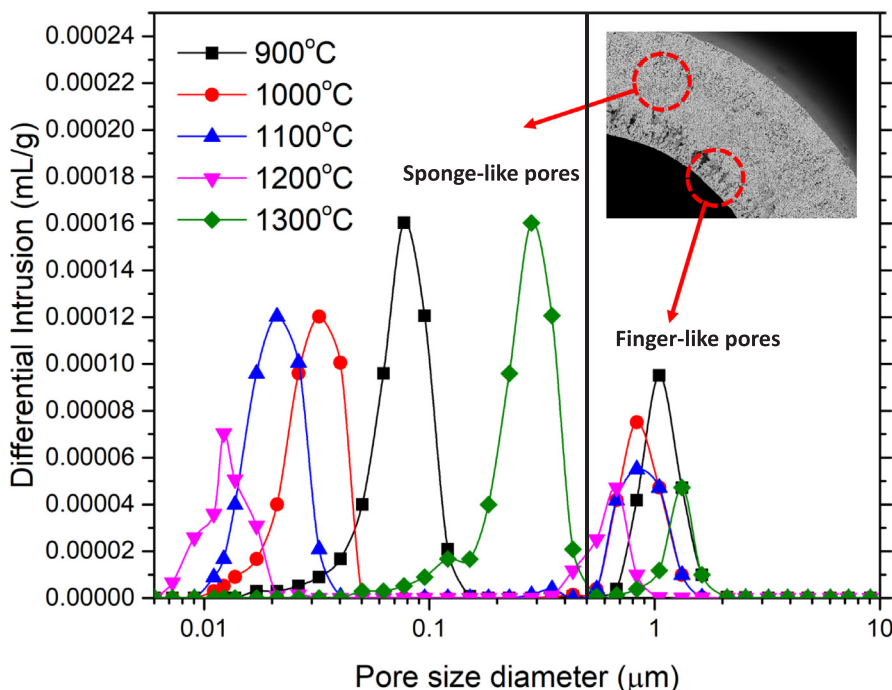 0.00024
0.00022
0.00020
0.00018
0.00016
0.00014
0.00012
0.00010
0.00008
0.00006
0.00004
0.00002
0.00000
Differential Intrusion (mL/g)
900°C
1000°C
1100°C
1200°C
1300°C
Sponge-like pores
Finger-like pores
0.01
0.1
1
10
Pore size diameter (μm)